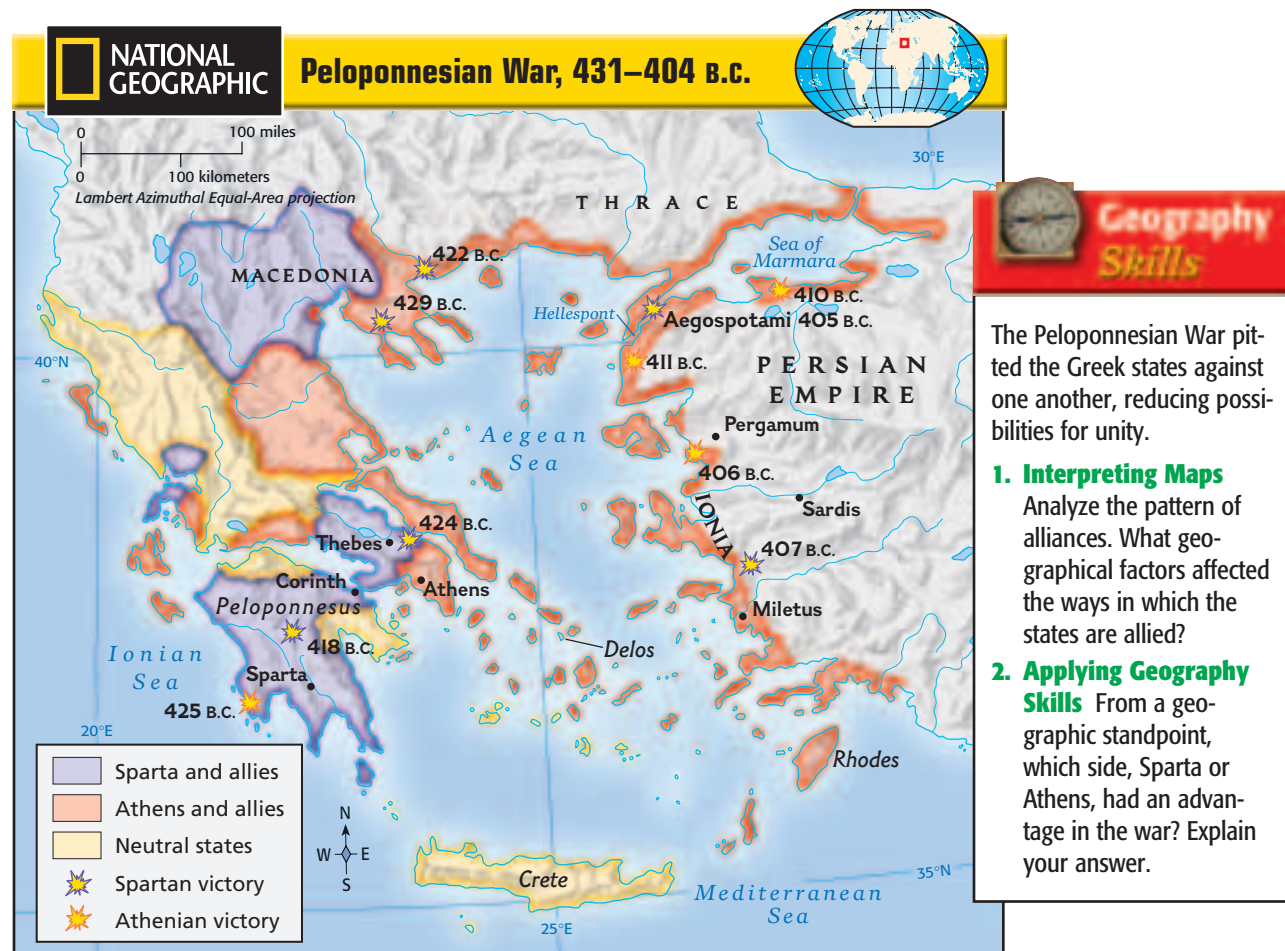 NATIONAL
GEOGRAPHIC
Peloponnesian War, 431–404 B.C.
0 100 miles
0 100 kilometers
Lambert Azimuthal Equal-Area projection
30°E
THRACE
Sea of
Marmara
422 B.C.
MACEDONIA
429 B.C.
410 B.C.
Hellespont
Aegospotami 405 B.C.
40°N
411 B.C.
PERSIAN
EMPIRE
Aegean
Sea
Pergamum
406 B.C.
IONIA
Sardis
424 B.C.
Thebes
407 B.C.
Corinth
Athens
Peloponnesus
Miletus
418 B.C.
Delos
Ionian
Sea
Sparta
425 B.C.
20°E
Rhodes
Sparta and allies
Athens and allies
Neutral states
Spartan victory
Athenian victory
N
W E
S
Crete
35°N
Mediterranean
Sea
25°E
Geography
Skills
The Peloponnesian War pit-
ted the Greek states against
one another, reducing possi-
bilities for unity.
1. Interpreting Maps
Analyze the pattern of
alliances. What geo-
graphical factors affected
the ways in which the
states are allied?
2. Applying Geography
Skills From a geo-
graphic standpoint,
which side, Sparta or
Athens, had an advan-
tage in the war? Explain
your answer.